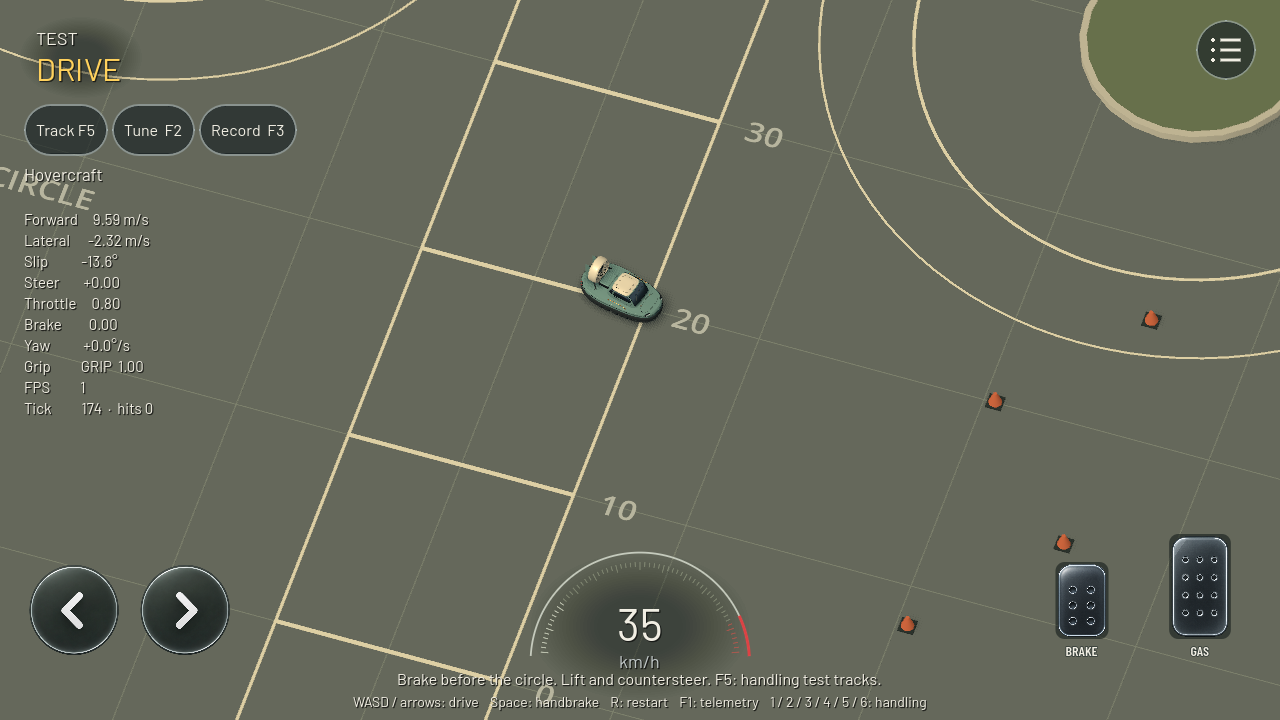 TEST
DRIVE
Track F5
Tune F2
Record F3
CIRCLE
Hovercraft
Forward 9.59 m/s
Lateral -2.32 m/s
Slip -13.6°
Steer +0.00
Throttle 0.80
Brake 0.00
Yaw +0.0°/s
Grip GRIP 1.00
FPS 1
Tick 174 · hits 0
30
20
10
0
35
km/h
BRAKE
GAS
Brake before the circle. Lift and countersteer. F5: handling test tracks.
WASD / arrows: drive Space: handbrake R: restart F1: telemetry 1 / 2 / 3 / 4 / 5 / 6: handling